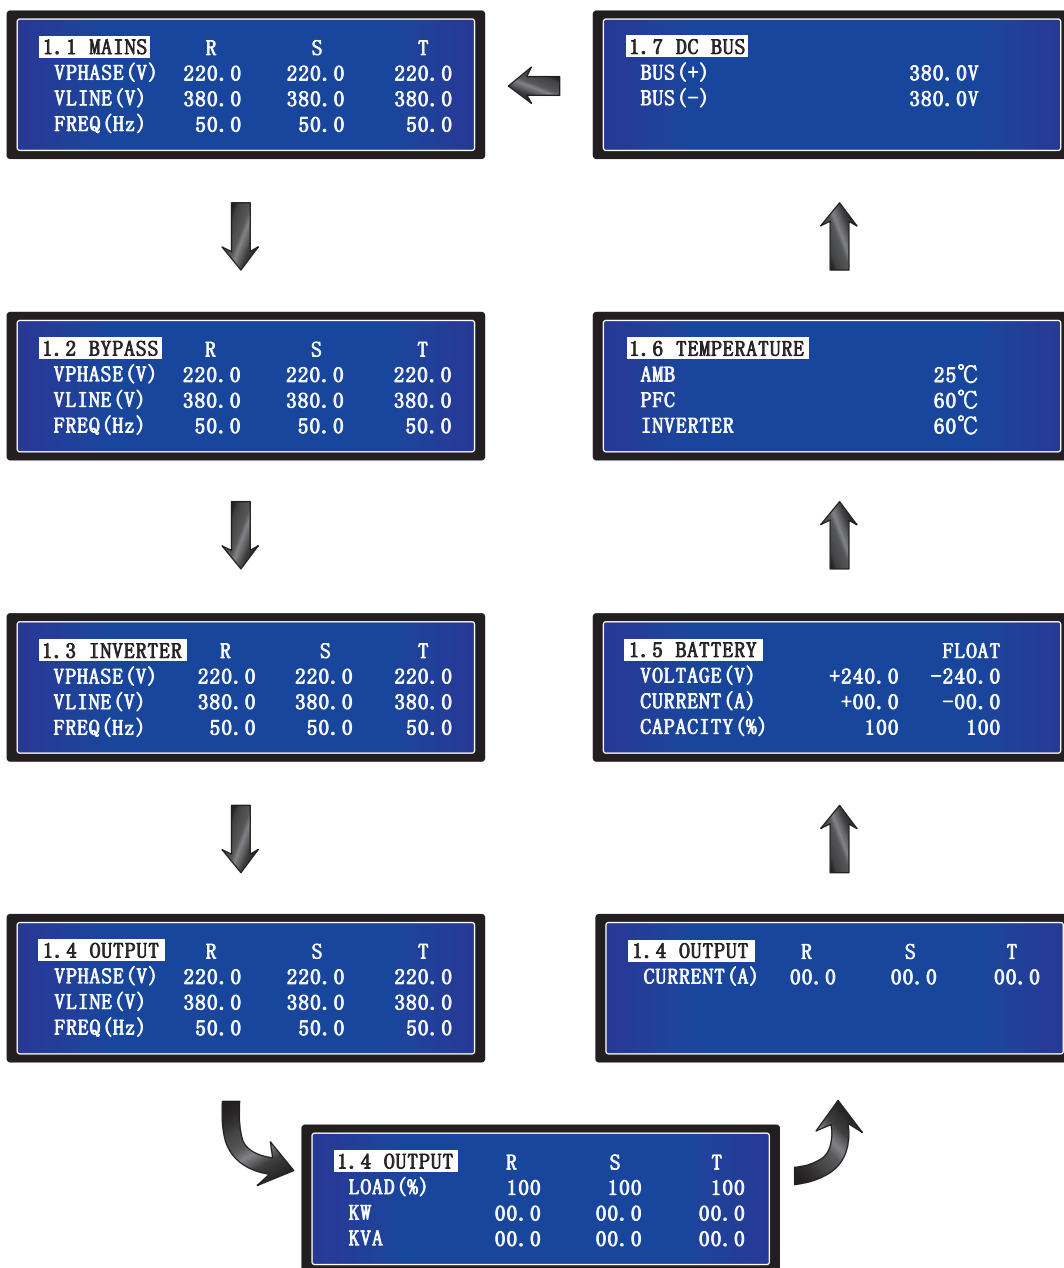 1.1 MAINS R S T
VPHASE(V) 220.0 220.0 220.0
VLINE(V) 380.0 380.0 380.0
FREQ(Hz) 50.0 50.0 50.0
1.2 BYPASS R S T
VPHASE(V) 220.0 220.0 220.0
VLINE(V) 380.0 380.0 380.0
FREQ(Hz) 50.0 50.0 50.0
1.3 INVERTER R S T
VPHASE(V) 220.0 220.0 220.0
VLINE(V) 380.0 380.0 380.0
FREQ(Hz) 50.0 50.0 50.0
1.4 OUTPUT R S T
VPHASE(V) 220.0 220.0 220.0
VLINE(V) 380.0 380.0 380.0
FREQ(Hz) 50.0 50.0 50.0
1.4 OUTPUT R S T
LOAD(%) 100 100 100
KW 00.0 00.0 00.0
KVA 00.0 00.0 00.0
1.4 OUTPUT R S T
CURRENT(A) 00.0 00.0 00.0
1.5 BATTERY FLOAT
VOLTAGE(V) +240.0 -240.0
CURRENT(A) +00.0 -00.0
CAPACITY(%) 100 100
1.6 TEMPERATURE
AMB 25℃
PFC 60℃
INVERTER 60℃
1.7 DC BUS
BUS(+) 380.0V
BUS(-) 380.0V